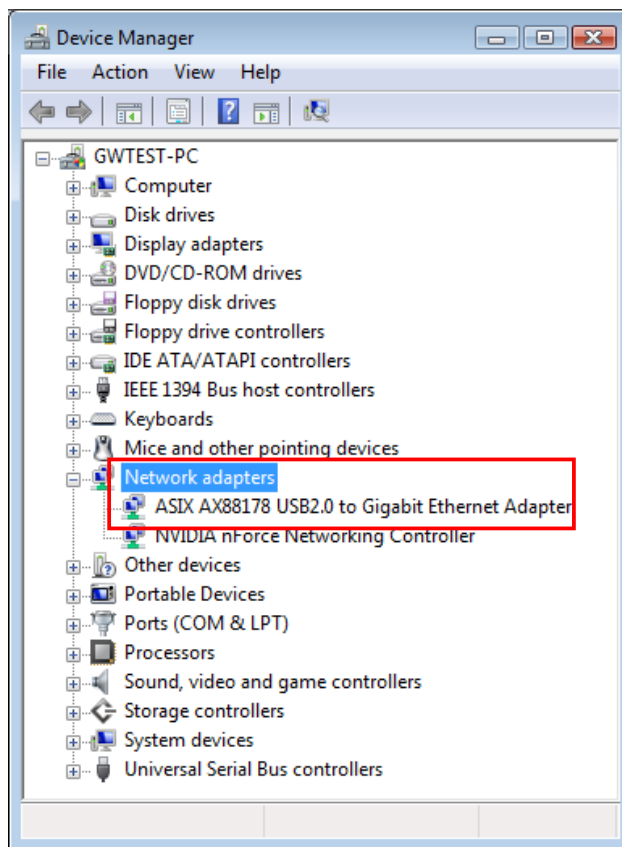 Device Manager
File Action View Help
GWTEST-PC
Computer
Disk drives
Display adapters
DVD/CD-ROM drives
Floppy disk drives
Floppy drive controllers
IDE ATA/ATAPI controllers
IEEE 1394 Bus host controllers
Keyboards
Mice and other pointing devices
Network adapters
ASIX AX88178 USB2.0 to Gigabit Ethernet Adapter
NVIDIA nForce Networking Controller
Other devices
Portable Devices
Ports (COM & LPT)
Processors
Sound, video and game controllers
Storage controllers
System devices
Universal Serial Bus controllers